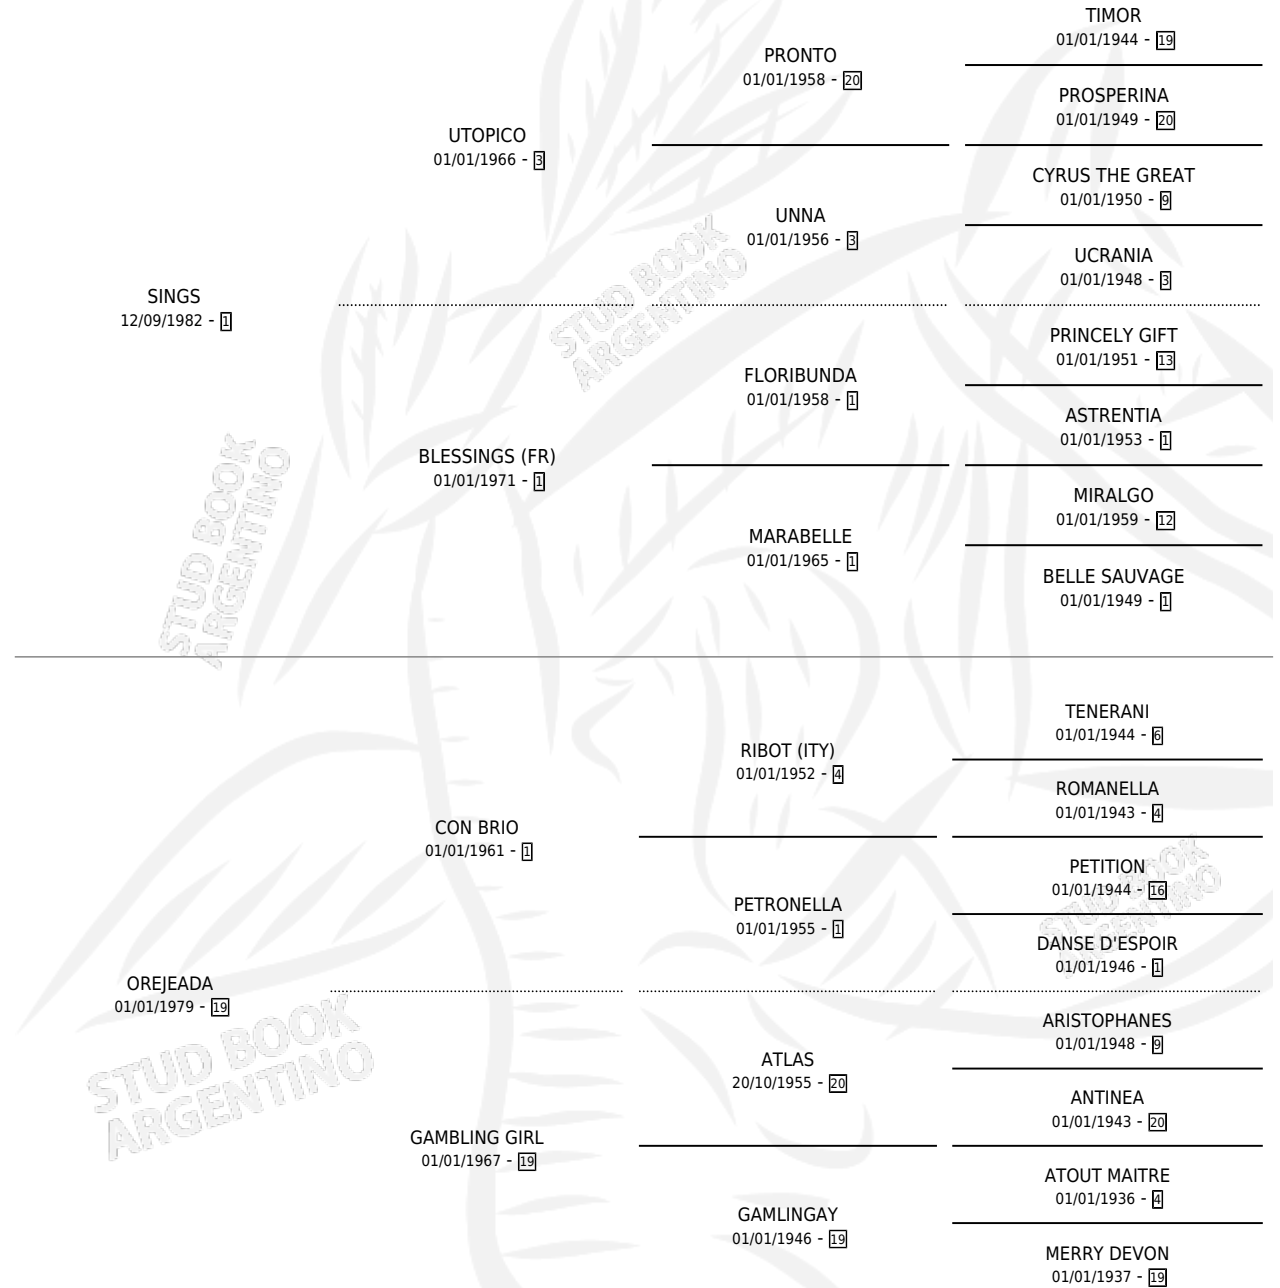 TIMOR
01/01/1944 - 19
PRONTO
01/01/1958 - 20
PROSPERINA
01/01/1949 - 20
UTOPICO
01/01/1966 - 3
CYRUS THE GREAT
01/01/1950 - 9
UNNA
01/01/1956 - 3
UCRANIA
01/01/1948 - 3
SINGS
12/09/1982 - 1
STUD BOOK
ARGENTINO
PRINCELY GIFT
01/01/1951 - 13
FLORIBUNDA
01/01/1958 - 1
ASTRENTIA
01/01/1953 - 1
BLESSINGS (FR)
01/01/1971 - 1
MIRALGO
01/01/1959 - 12
MARABELLE
01/01/1965 - 1
BELLE SAUVAGE
01/01/1949 - 1
STUD BOOK
ARGENTINO
TENERANI
01/01/1944 - 6
RIBOT (ITY)
01/01/1952 - 4
ROMANELLA
01/01/1943 - 4
CON BRIO
01/01/1961 - 1
PETITION
01/01/1944 - 16
PETRONELLA
01/01/1955 - 1
DANSE D'ESPOIR
01/01/1946 - 1
STUD BOOK
ARGENTINO
OREJEADA
01/01/1979 - 19
ARISTOPHANES
01/01/1948 - 9
ATLAS
20/10/1955 - 20
ANTINEA
01/01/1943 - 20
STUD BOOK
ARGENTINO
GAMBLING GIRL
01/01/1967 - 19
ATOUT MAITRE
01/01/1936 - 4
GAMLINGAY
01/01/1946 - 19
MERRY DEVON
01/01/1937 - 19